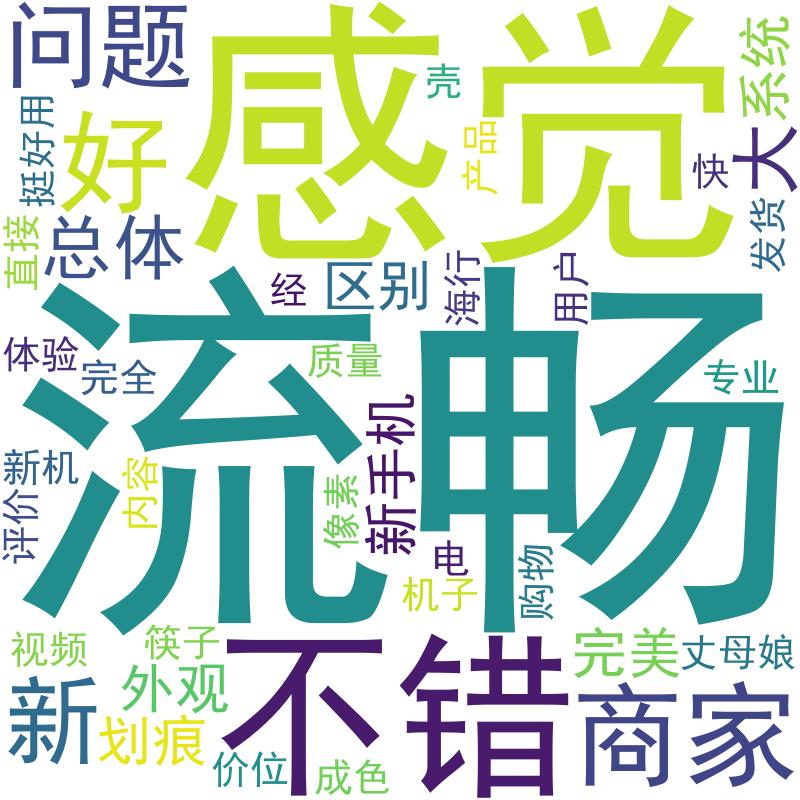 问题
感觉
壳
系统
挺好用
好
产品
快
大
直接
总体
发货
经
区别
海行
用户
体验
完全
质量
专业
流畅
新手机
新机
内容
像素
评价
电
机子
购物
视频
筷子
不错
完美
丈母娘
新
外观
划痕
商家
价位
成色